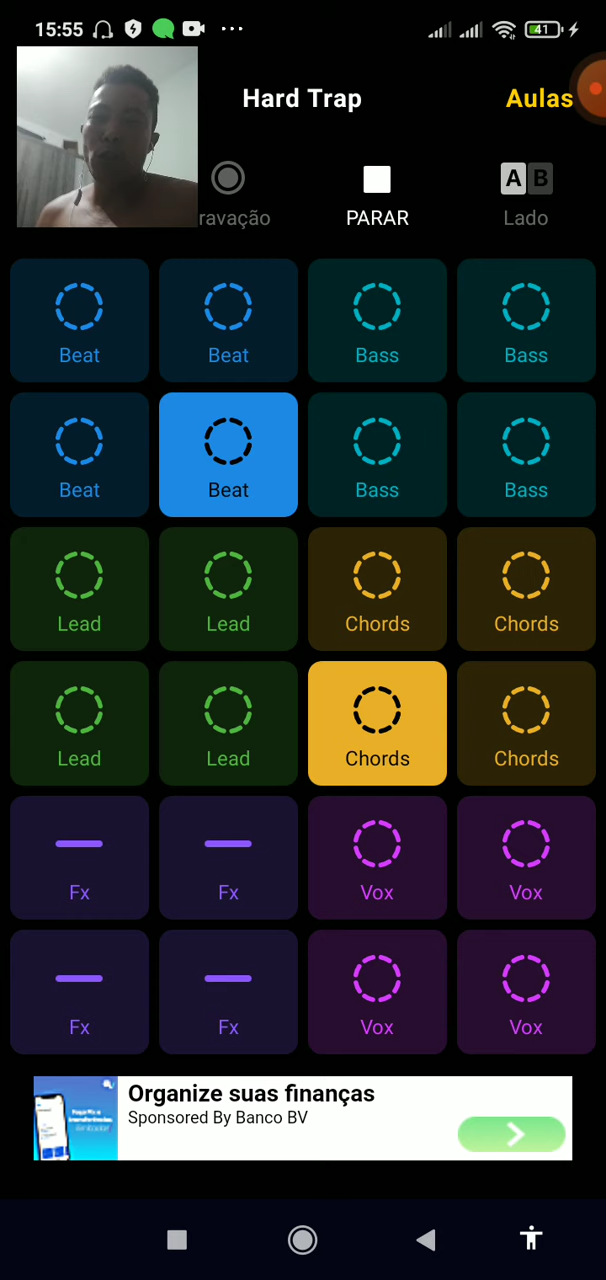 15:55
41
Hard Trap
Aulas
A B
ravação
PARAR
Lado
Beat
Beat
Bass
Bass
Beat
Beat
Bass
Bass
Lead
Lead
Chords
Chords
Lead
Lead
Chords
Chords
Fx
Fx
Vox
Vox
Fx
Fx
Vox
Vox
Organize suas finanças
Sponsored By Banco BV